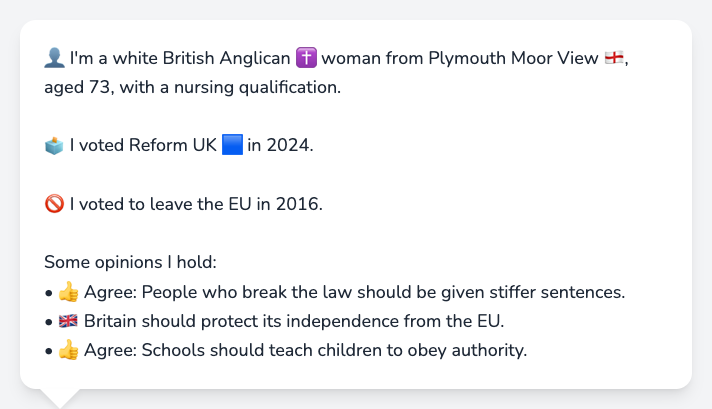 👤 I'm a white British Anglican ✝️ woman from Plymouth Moor View 🏴󠁧󠁢󠁥󠁮󠁧󠁿,
aged 73, with a nursing qualification.
🗳️ I voted Reform UK 🟦 in 2024.
🚫 I voted to leave the EU in 2016.
Some opinions I hold:
• 👍 Agree: People who break the law should be given stiffer sentences.
• 🇬🇧 Britain should protect its independence from the EU.
• 👍 Agree: Schools should teach children to obey authority.